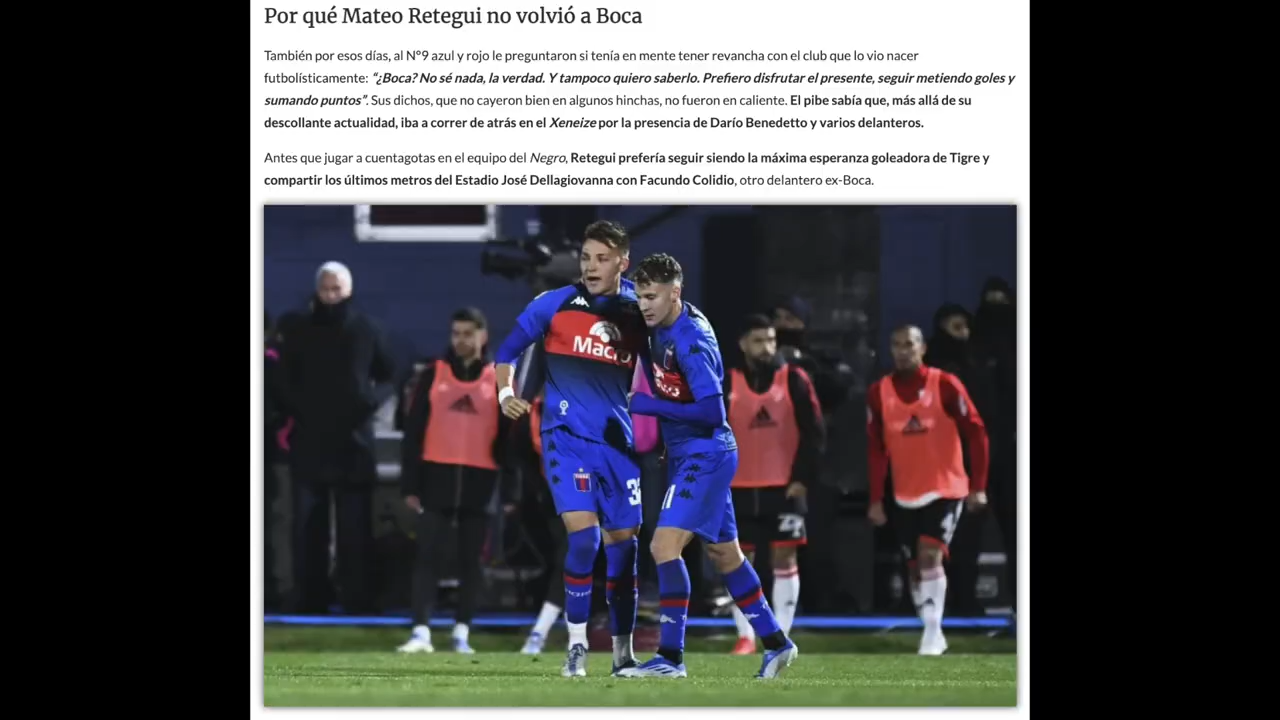 Por qué Mateo Retegui no volvió a Boca
También por esos días, al N°9 azul y rojo le preguntaron si tenía en mente tener revancha con el club que lo vio nacer
futbolísticamente: “¿Boca? No sé nada, la verdad. Y tampoco quiero saberlo. Prefiero disfrutar el presente, seguir metiendo goles y
sumando puntos”. Sus dichos, que no cayeron bien en algunos hinchas, no fueron en caliente. El pibe sabía que, más allá de su
descollante actualidad, iba a correr de atrás en el Xeneize por la presencia de Darío Benedetto y varios delanteros.
Antes que jugar a cuentagotas en el equipo del Negro, Retegui prefería seguir siendo la máxima esperanza goleadora de Tigre y
compartir los últimos metros del Estadio José Dellagiovanna con Facundo Colidio, otro delantero ex-Boca.
Macro
TIGRE